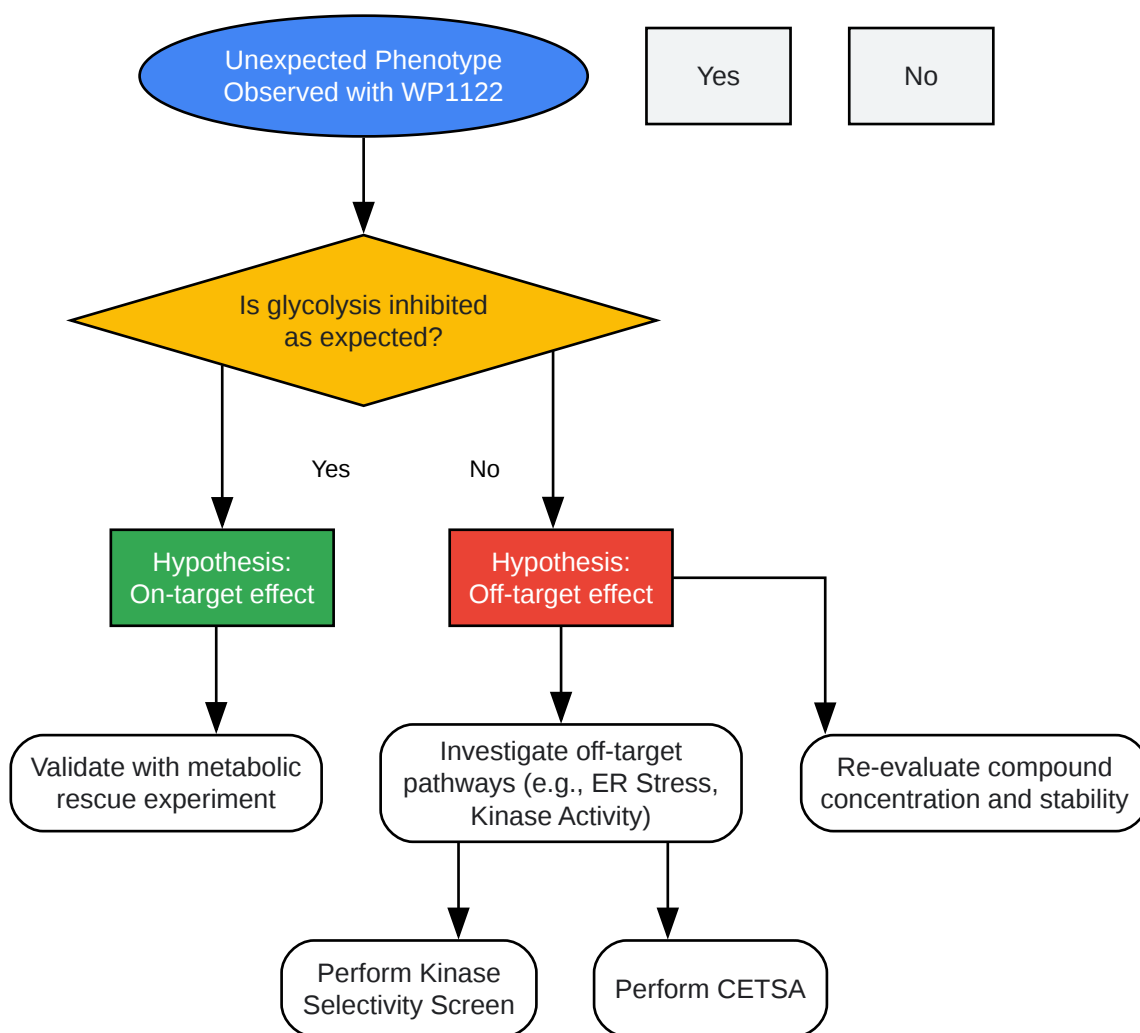 Unexpected Phenotype
Observed with WP1122
Yes
No
Is glycolysis inhibited
as expected?
Yes
No
Hypothesis:
On-target effect
Hypothesis:
Off-target effect
Validate with metabolic
rescue experiment
Investigate off-target
pathways (e.g., ER Stress,
Kinase Activity)
Re-evaluate compound
concentration and stability
Perform Kinase
Selectivity Screen
Perform CETSA